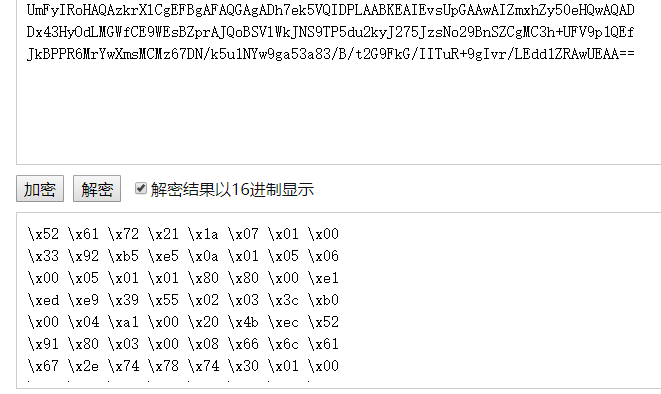 UmFyIRoHAQAzkrXlCgEFBgAFAQGAgADh7ek5VQIDPLAABKEAIEvsUpGAAwAIZmxhZy50eHQwAQAD
Dx43HyOdLMGWfCE9WEsBZprAJQoBSVlWkJNS9TP5du2kyJ275JzsNo29BnSZCgMC3h+UFV9p1QEf
JkBPPR6MrYwXmsMCMz67DN/k5ulNYw9ga53a83/B/t2G9FkG/IITuR+9gIvr/LEdd1ZRAwUEAA==
加密 解密 解密结果以16进制显示
\x52 \x61 \x72 \x21 \x1a \x07 \x01 \x00
\x33 \x92 \xb5 \xe5 \x0a \x01 \x05 \x06
\x00 \x05 \x01 \x01 \x80 \x80 \x00 \xe1
\xed \xe9 \x39 \x55 \x02 \x03 \x3c \xb0
\x00 \x04 \xa1 \x00 \x20 \x4b \xec \x52
\x91 \x80 \x03 \x00 \x08 \x66 \x6c \x61
\x67 \x2e \x74 \x78 \x74 \x30 \x01 \x00